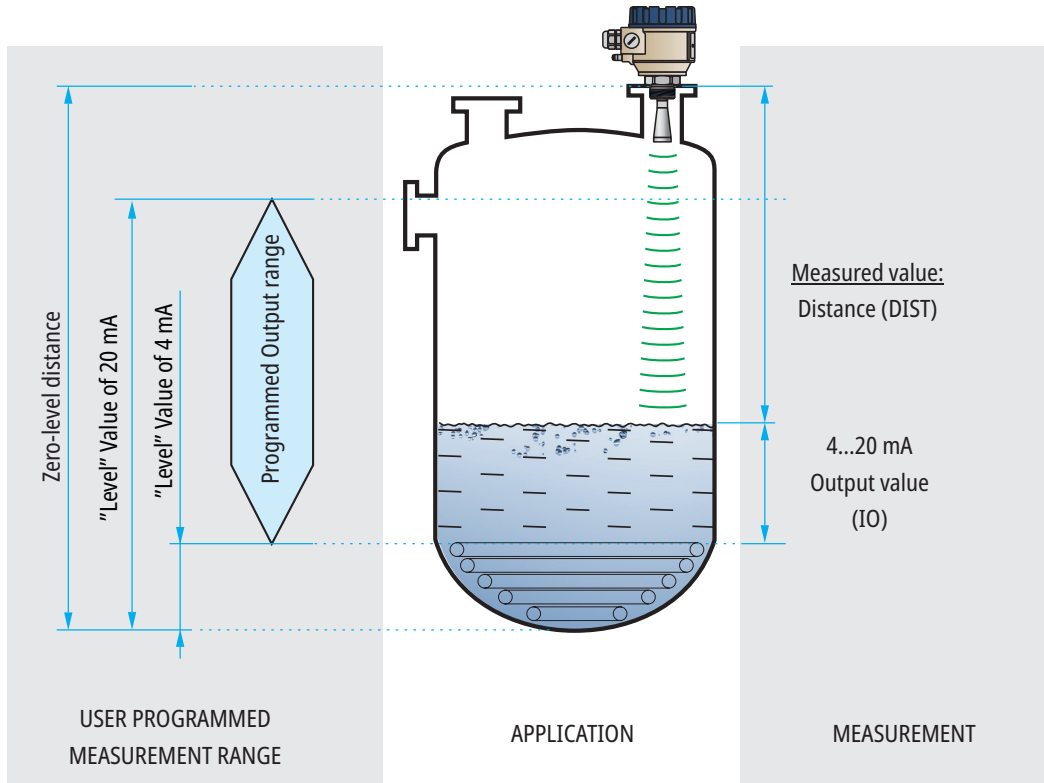 Zero-level distance
"Level" Value of 20 mA
"Level" Value of 4 mA
Programmed Output range
Measured value:
Distance (DIST)
4...20 mA
Output value
(IO)
USER PROGRAMMED
MEASUREMENT RANGE
APPLICATION
MEASUREMENT